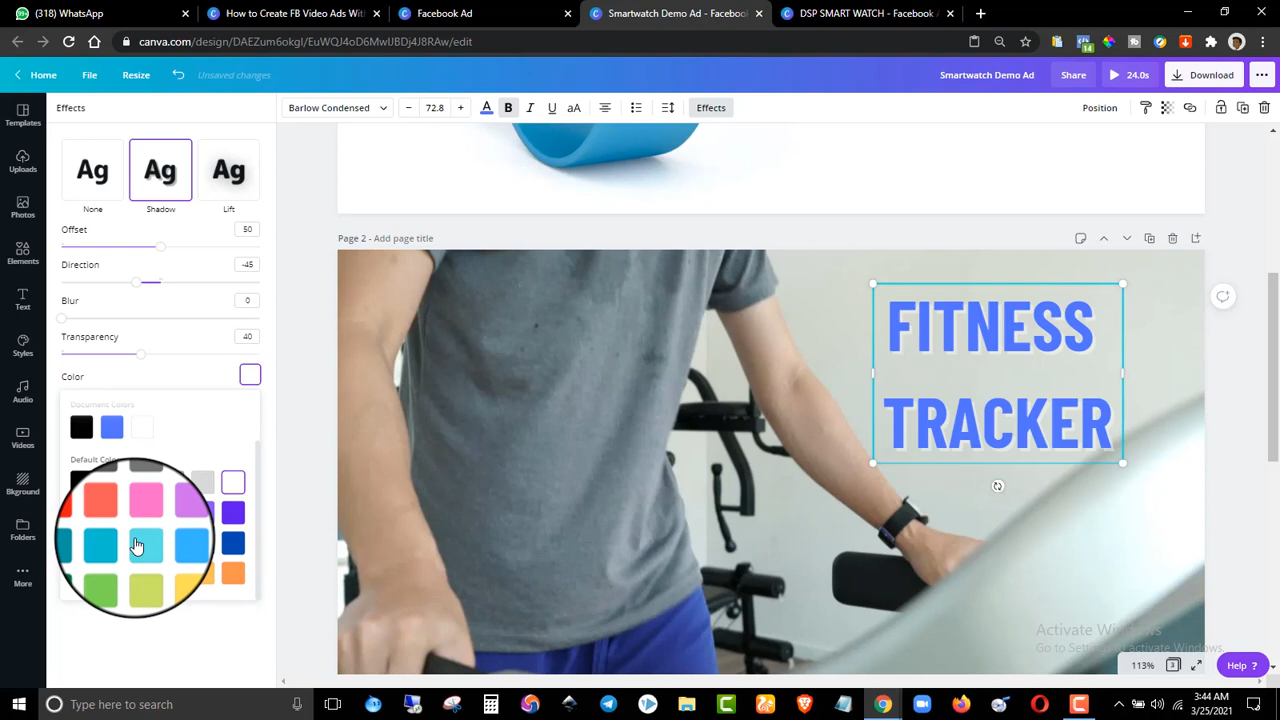 (318) WhatsApp
How to Create FB Video Ads With
Facebook Ad
Smartwatch Demo Ad - Facebook
DSP SMART WATCH - Facebook A
canva.com/design/DAEZum6okgI/EuWQJ4oD6MwIJBDj4J8RAw/edit
14
Home
File
Resize
Unsaved changes
Smartwatch Demo Ad
Share
24.0s
Download
Effects
Barlow Condensed
72.8
A
B
I
U
aA
Effects
Position
Templates
Uploads
Photos
Elements
Text
Styles
Audio
Videos
Bkground
Folders
More
Ag
Ag
Ag
None
Shadow
Lift
Offset
50
Direction
-45
Blur
0
Transparency
40
Color
Document Colors
Page 2 - Add page title
FITNESS
TRACKER
Activate Windows
Go to Settings to activate Windows.
113%
3
Help ?
Type here to search
3:44 AM
3/25/2021